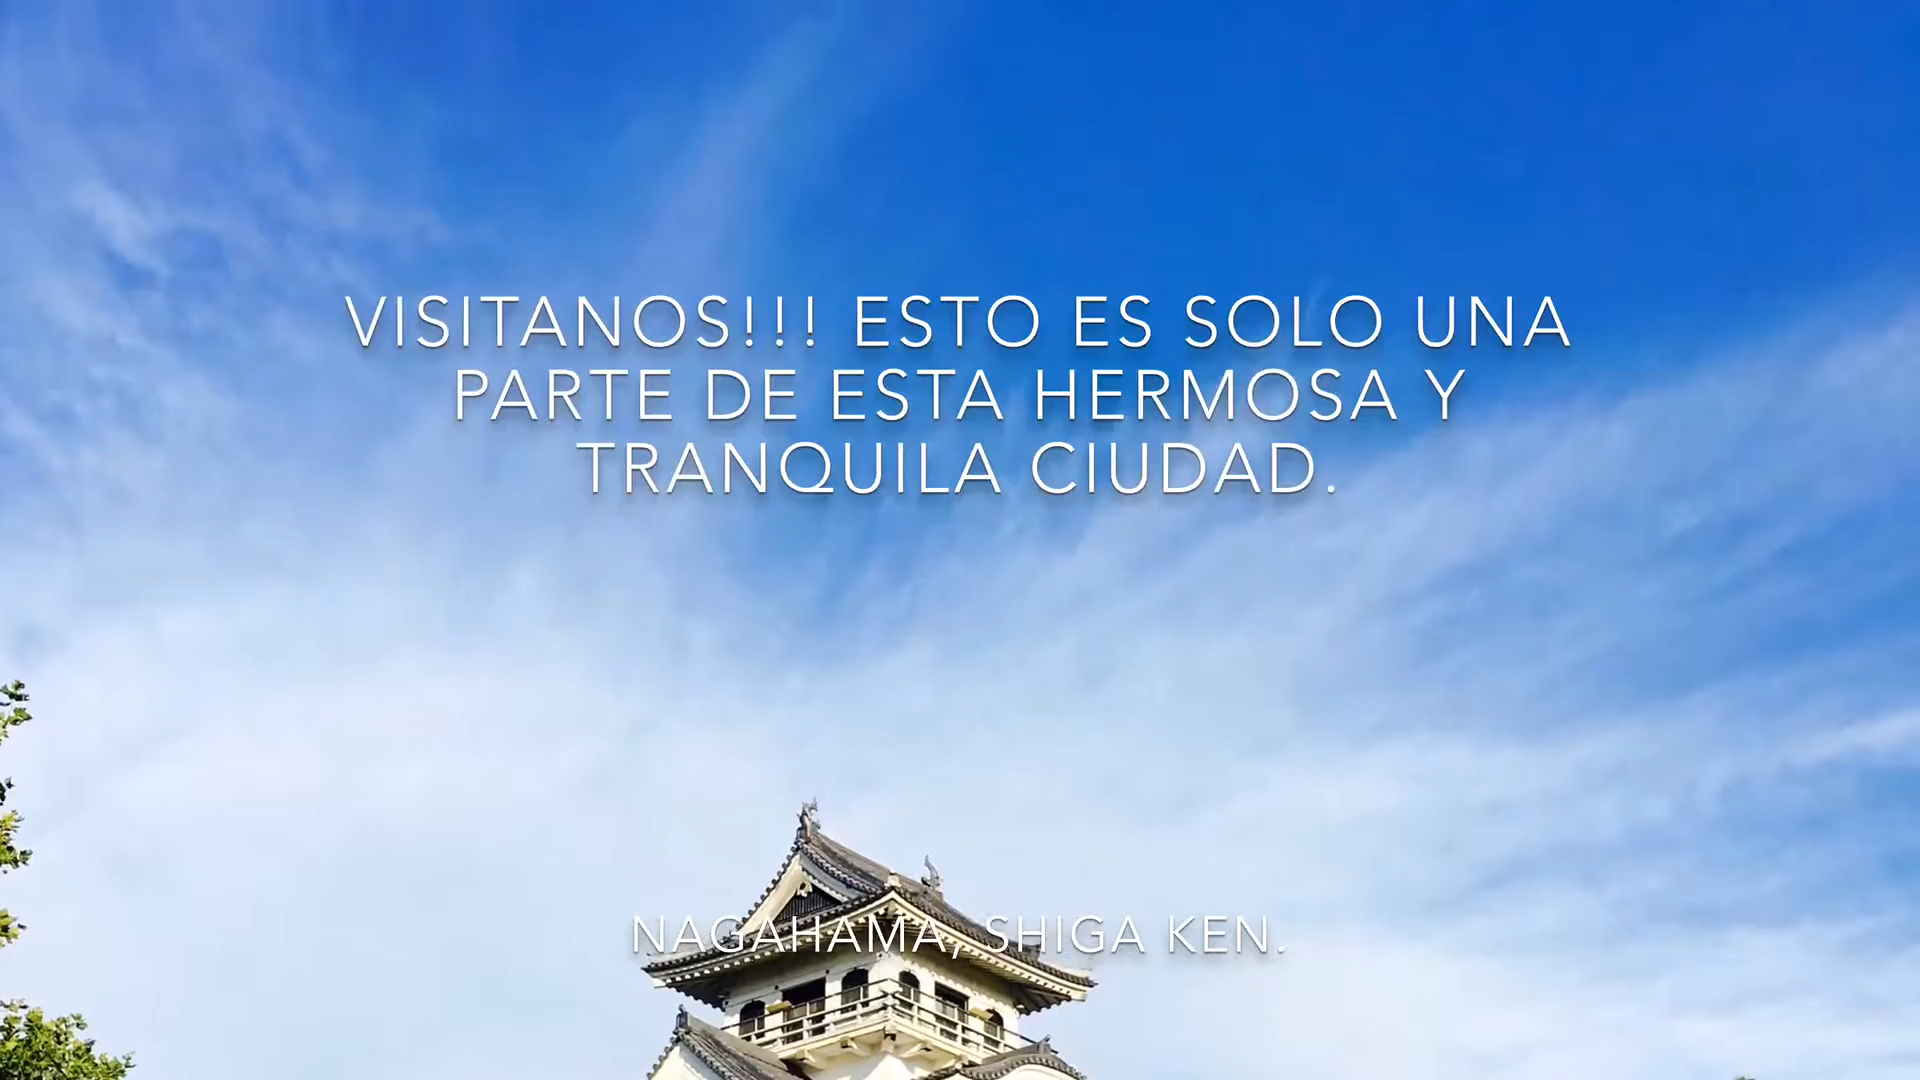 VISITANOS!!! ESTO ES SOLO UNA
PARTE DE ESTA HERMOSA Y
TRANQUILA CIUDAD.
NAGAHAMA, SHIGA KEN.